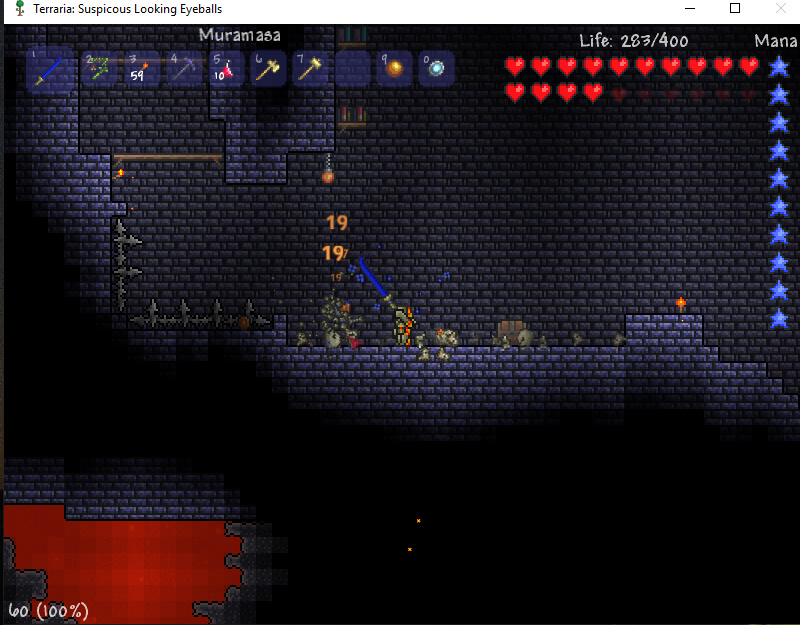 Terraria: Suspicous Looking Eyeballs
Muramasa
Life: 283/400
Mana
1 2 3 4 5 6 7 9 0
59
10
19
19
19
60 (100%)